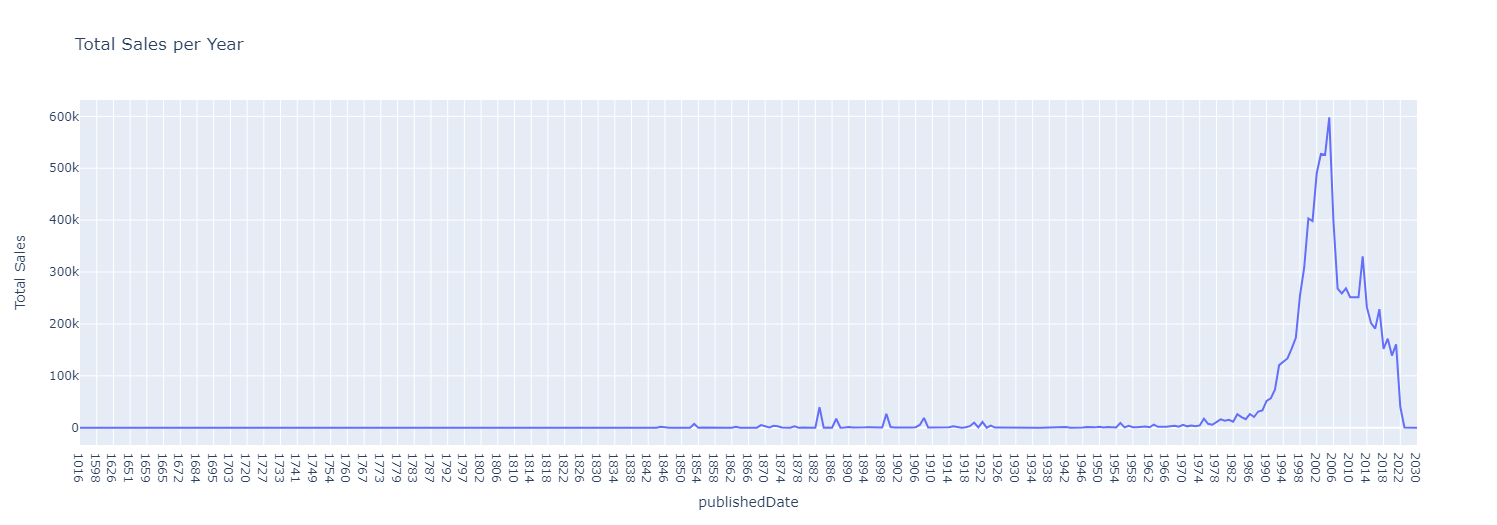 Total Sales per Year
Total Sales
600k
500k
400k
300k
200k
100k
0
1016 1598 1626 1651 1659 1665 1672 1684 1695 1703 1720 1727 1731 1741 1749 1755 1760 1767 1773 1779 1783 1787 1792 1797 1802 1806 1810 1814 1818 1822 1826 1830 1834 1838 1842 1846 1850 1854 1858 1862 1866 1870 1874 1878 1882 1886 1890 1894 1898 1902 1906 1910 1914 1918 1922 1926 1930 1934 1938 1942 1946 1950 1954 1958 1962 1966 1970 1974 1978 1982 1986 1990 1994 1998 2002 2006 2010 2014 2018 2022 2030
publishedDate